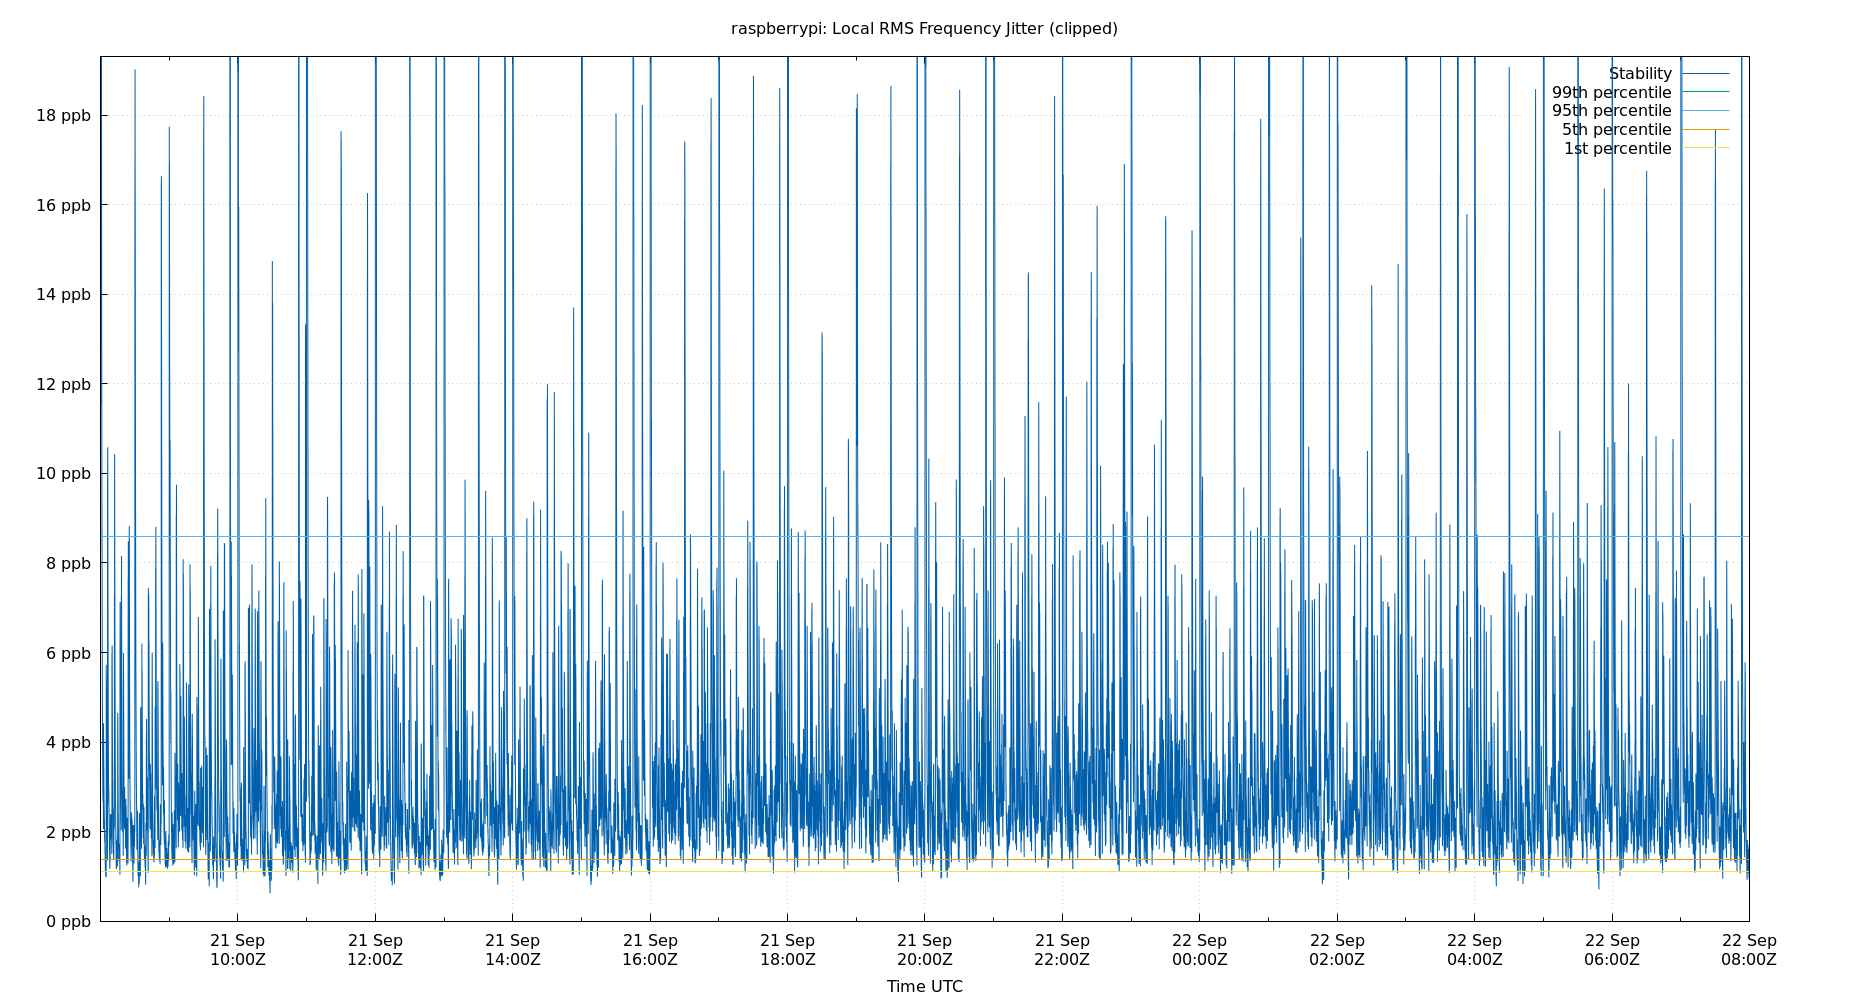 raspberrypi: Local RMS Frequency Jitter (clipped)
Stability
99th percentile
95th percentile
5th percentile
1st percentile
18 ppb
16 ppb
14 ppb
12 ppb
10 ppb
8 ppb
6 ppb
4 ppb
2 ppb
0 ppb
21 Sep 21 Sep 21 Sep 21 Sep 21 Sep 21 Sep 21 Sep 22 Sep 22 Sep 22 Sep 22 Sep 22 Sep
10:00Z 12:00Z 14:00Z 16:00Z 18:00Z 20:00Z 22:00Z 00:00Z 02:00Z 04:00Z 06:00Z 08:00Z
Time UTC